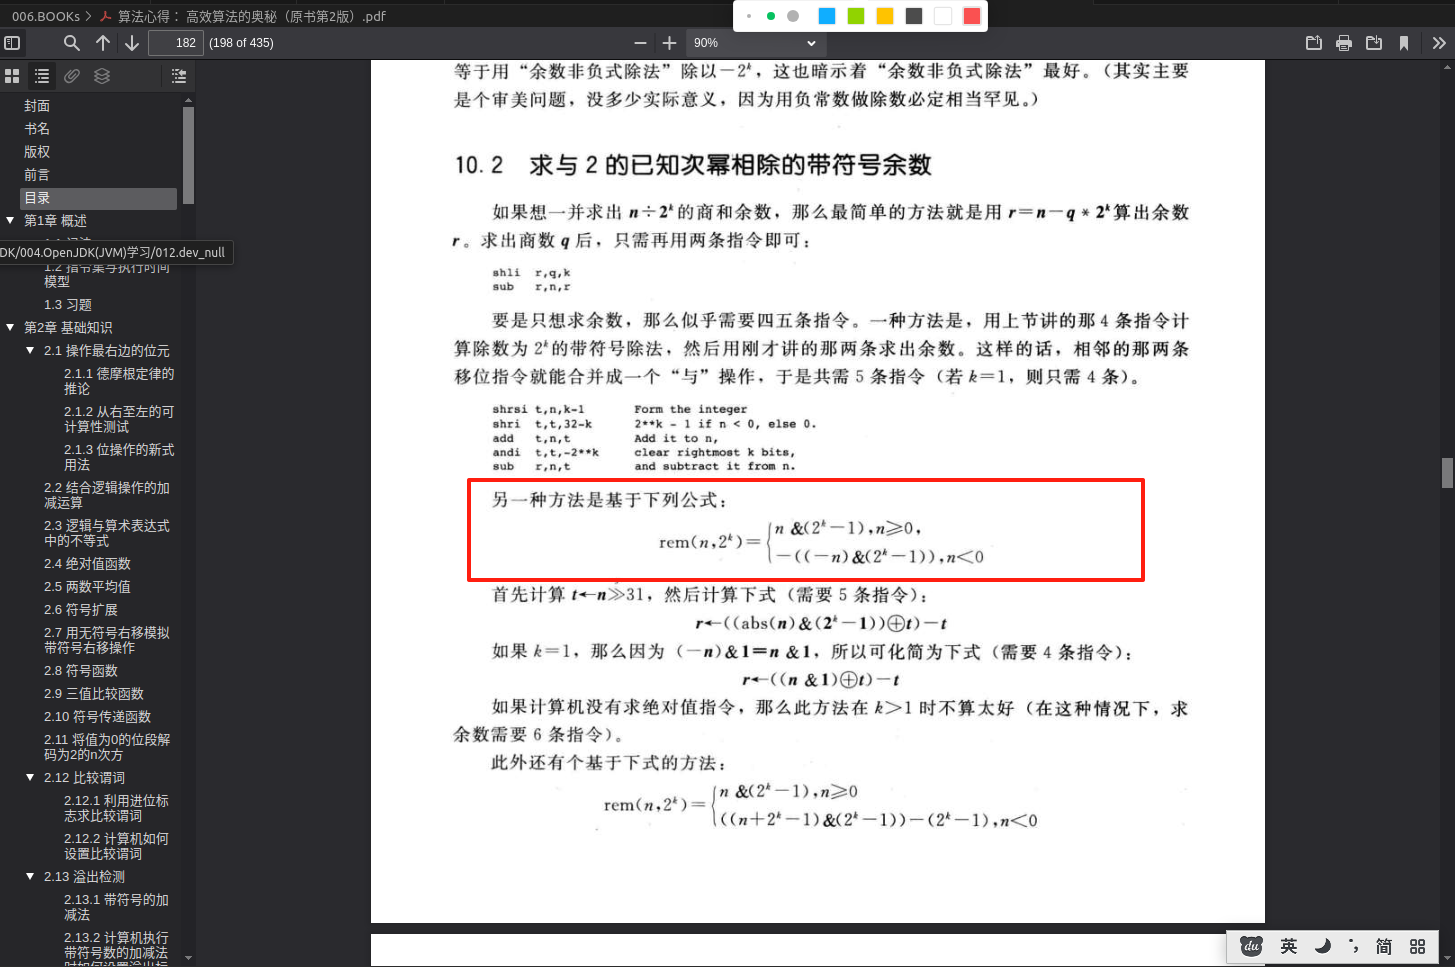 006.BOOKs 算法心得：高效算法的奥秘（原书第2版）.pdf
182 (198 of 435)
90%
封面
书名
版权
前言
目录
第1章 概述
DK/004.OpenJDK(JVM)学习/012.dev_null
1.2 指令集与执行时间
模型
1.3 习题
第2章 基础知识
2.1 操作最右边的位元
2.1.1 德摩根定律的
推论
2.1.2 从右至左的可
计算性测试
2.1.3 位操作的新式
用法
2.2 结合逻辑操作的加
减运算
2.3 逻辑与算术表达式
中的不等式
2.4 绝对值函数
2.5 两数平均值
2.6 符号扩展
2.7 用无符号右移模拟
带符号右移操作
2.8 符号函数
2.9 三值比较函数
2.10 符号传递函数
2.11 将值为0的位段解
码为2的n次方
2.12 比较谓词
2.12.1 利用进位标
志求比较谓词
2.12.2 计算机如何
设置比较谓词
2.13 溢出检测
2.13.1 带符号的加
减法
2.13.2 计算机执行
带符号数的加减法
等于用“余数非负式除法”除以－2ᵏ，这也暗示着“余数非负式除法”最好。（其实主要
是个审美问题，没多少实际意义，因为用负常数做除数必定相当罕见。）
10.2 求与 2 的已知次幂相除的带符号余数
如果想一并求出 n÷2ᵏ 的商和余数，那么最简单的方法就是用 r＝n－q * 2ᵏ 算出余数
r。求出商数 q 后，只需再用两条指令即可：
shli r,q,k
sub r,n,r
要是只想求余数，那么似乎需要四五条指令。一种方法是，用上节讲的那 4 条指令计
算除数为 2ᵏ 的带符号除法，然后用刚才讲的那两条求出余数。这样的话，相邻的那两条
移位指令就能合并成一个“与”操作，于是共需 5 条指令（若 k＝1，则只需 4 条）。
shrsi t,n,k-1 Form the integer
shri t,t,32-k 2**k - 1 if n < 0, else 0.
add t,n,t Add it to n,
andi t,t,-2**k clear rightmost k bits,
sub r,n,t and subtract it from n.
另一种方法是基于下列公式：
rem(n,2ᵏ)＝{n &(2ᵏ－1),n≥0,
－((－n)&(2ᵏ－1)),n＜0
首先计算 t←n≫31，然后计算下式（需要 5 条指令）：
r←((abs(n)&(2ᵏ－1))⊕t)－t
如果 k＝1，那么因为（－n)&1＝n &1，所以可化简为下式（需要 4 条指令）：
r←((n &1)⊕t)－t
如果计算机没有求绝对值指令，那么此方法在 k＞1 时不算太好（在这种情况下，求
余数需要 6 条指令）。
此外还有个基于下式的方法：
rem(n,2ᵏ)＝{n &(2ᵏ－1),n≥0
((n＋2ᵏ－1)&(2ᵏ－1))－(2ᵏ－1),n＜0
du 英 简